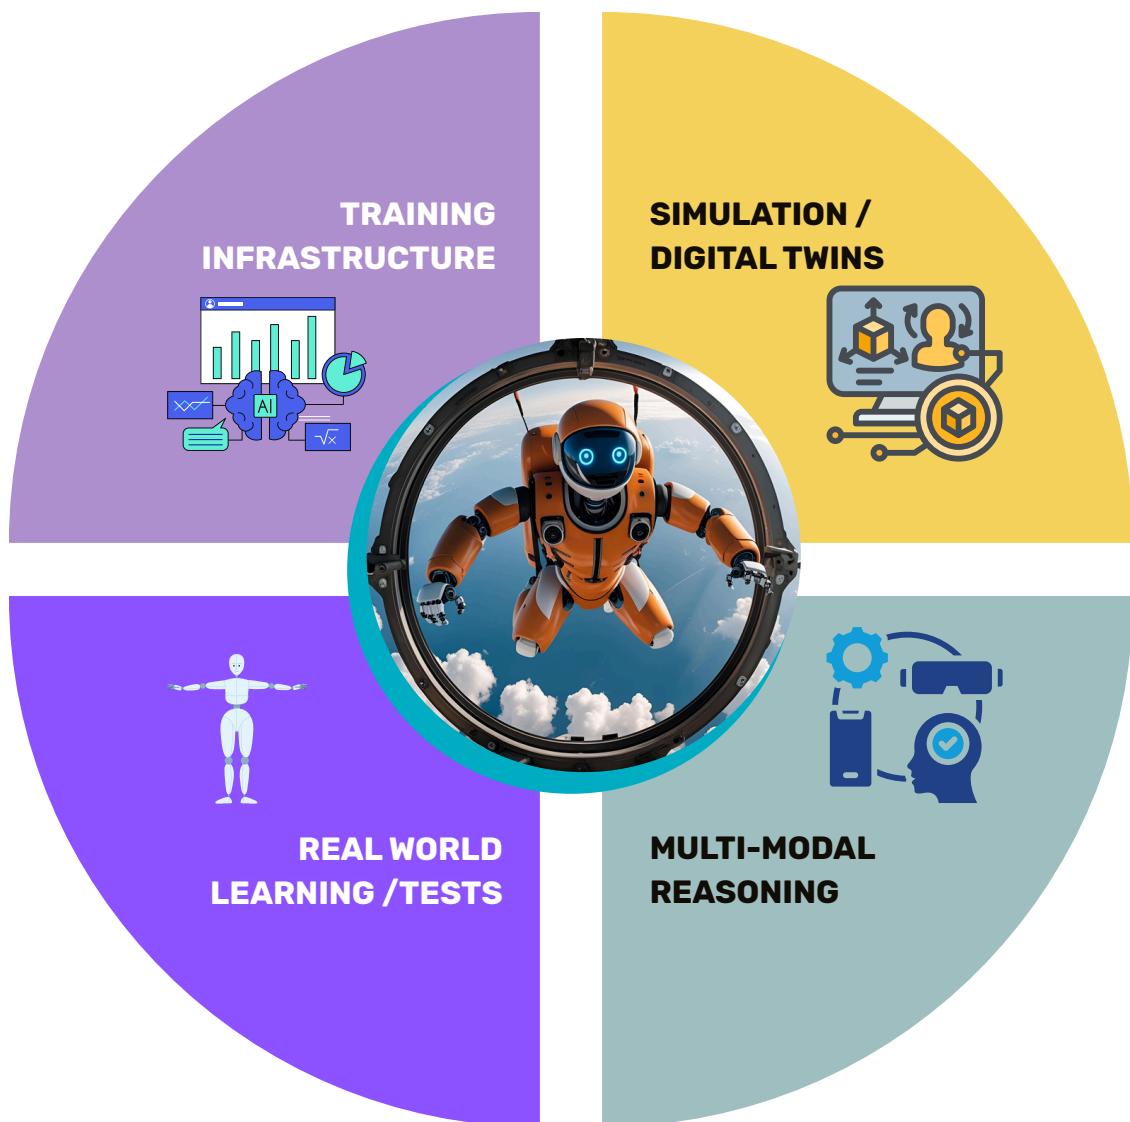 TRAINING
INFRASTRUCTURE
SIMULATION /
DIGITAL TWINS
AI
√x
REAL WORLD
LEARNING /TESTS
MULTI-MODAL
REASONING